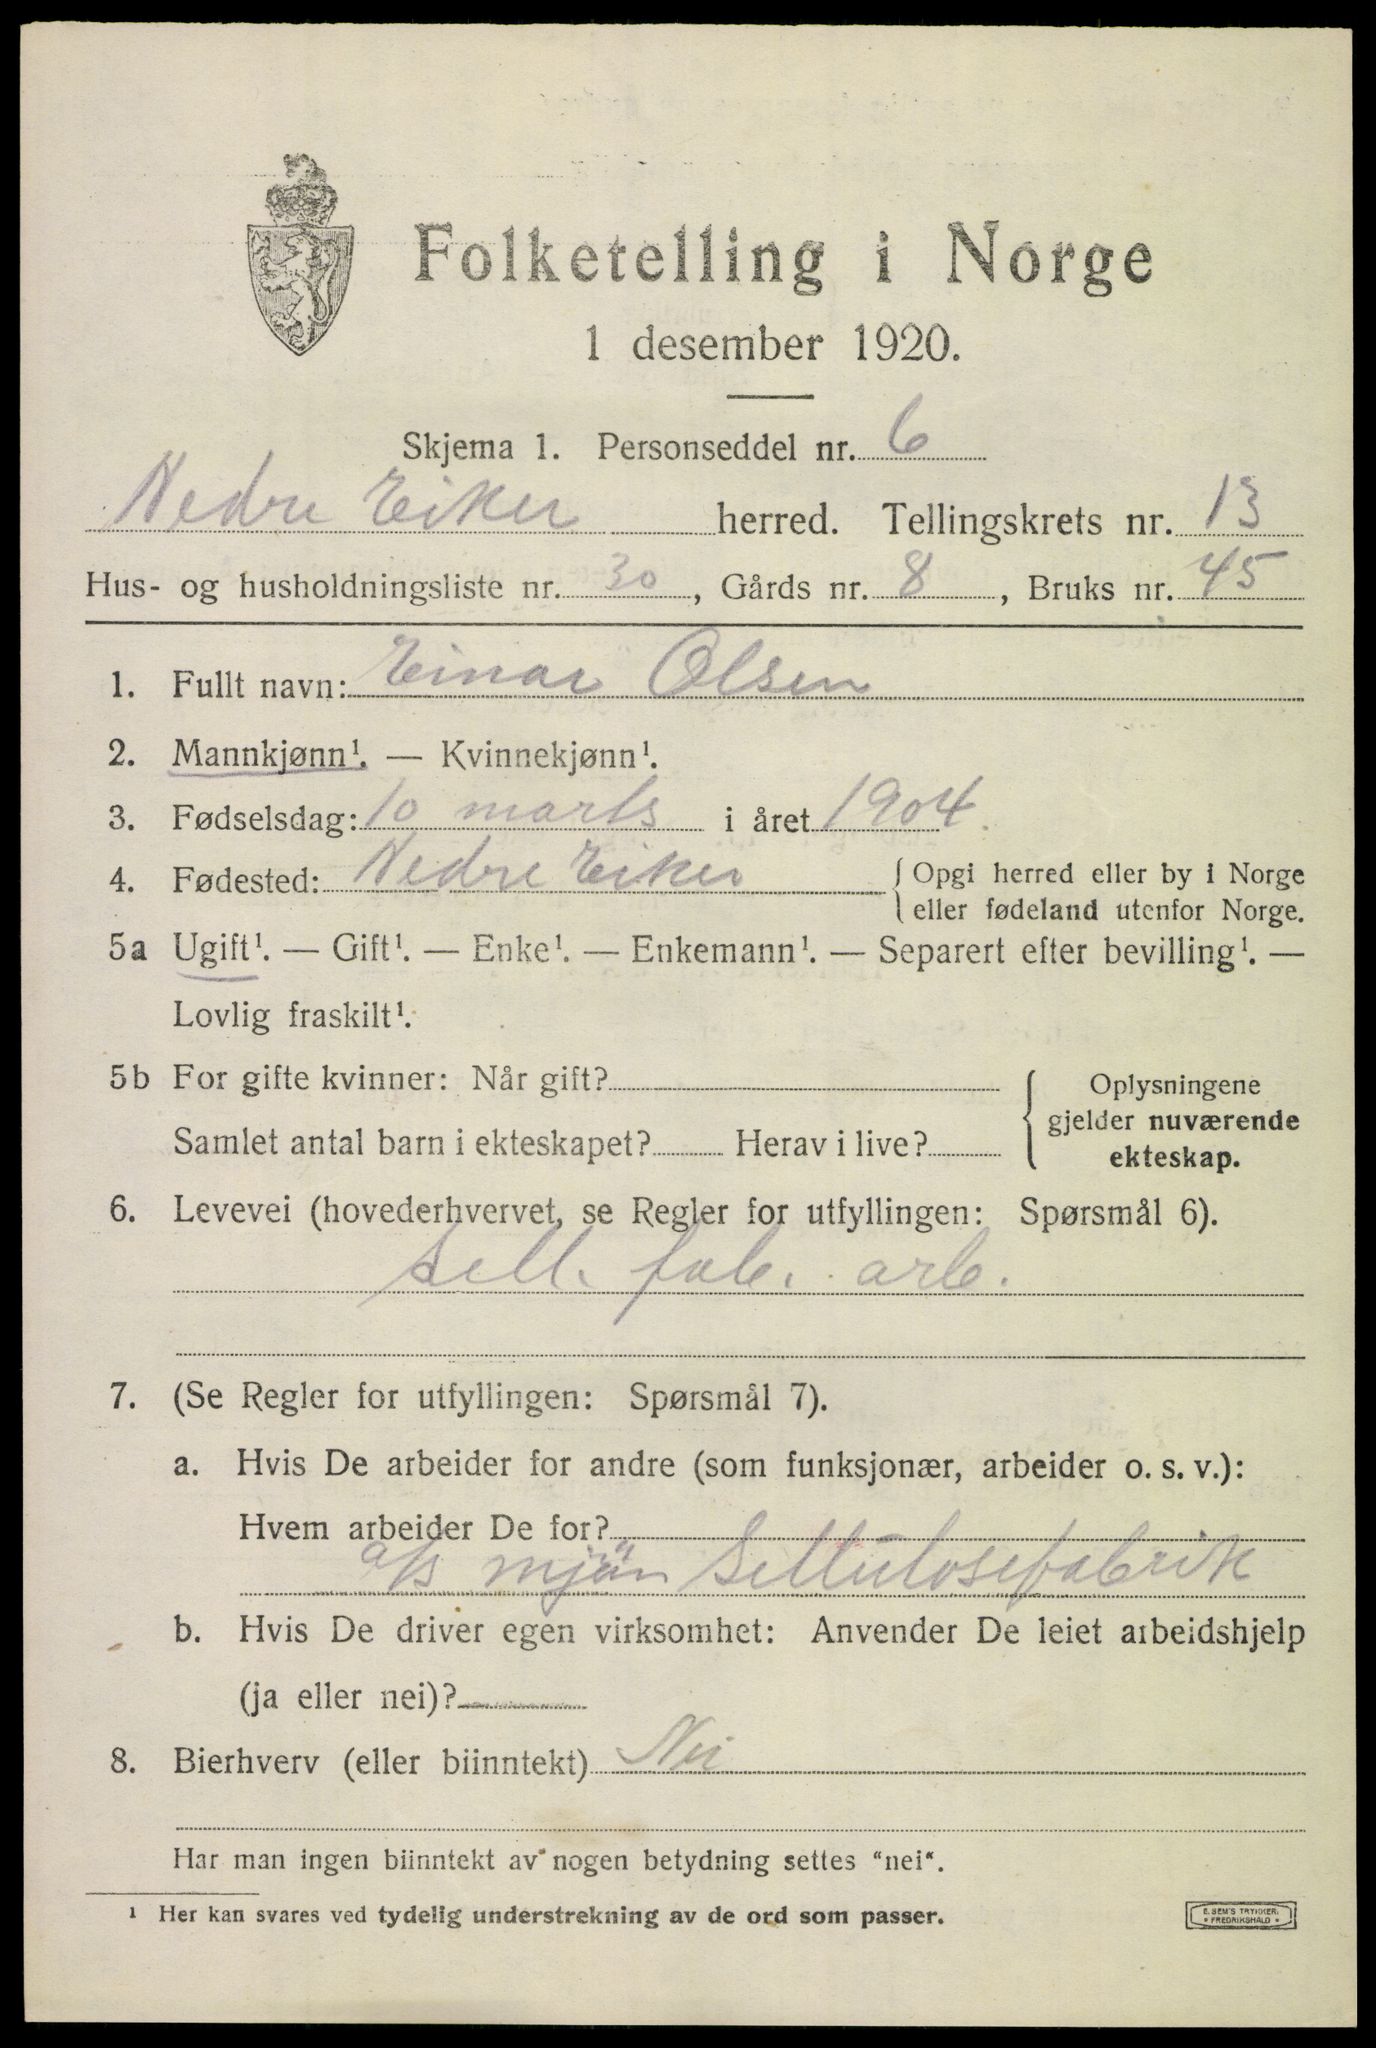 Folketelling i Norge
1 desember 1920.
Skjema 1. Personseddel nr. 6
Nedre Eiker herred. Tellingskrets nr. 13
Hus- og husholdningsliste nr. 30, Gårds nr. 8, Bruks nr. 45
1. Fullt navn: Einar Olsen
2. Mannkjønn¹. — Kvinnekjønn¹.
3. Fødselsdag: 10 marts i året 1904.
4. Fødested: Nedre Eiker { Opgi herred eller by i Norge
eller fødeland utenfor Norge.
5a Ugift¹. — Gift¹. — Enke¹. — Enkemann¹. — Separert efter bevilling¹. —
Lovlig fraskilt¹.
5b For gifte kvinner: Når gift?
Samlet antal barn i ekteskapet? Herav i live?
Oplysningene
gjelder nuværende
ekteskap.
6. Levevei (hovederhvervet, se Regler for utfyllingen: Spørsmål 6).
Sell. fab. arb.
7. (Se Regler for utfyllingen: Spørsmål 7).
a. Hvis De arbeider for andre (som funksjonær, arbeider o. s. v.):
Hvem arbeider De for?
a/s Mjön Sellulosefabrik
b. Hvis De driver egen virksomhet: Anvender De leiet arbeidshjelp
(ja eller nei)?
8. Bierhverv (eller biinntekt) Nei
Har man ingen biinntekt av nogen betydning settes "nei".
¹ Her kan svares ved tydelig understrekning av de ord som passer.
E. SEM'S TRYKKERI
* FREDRIKSHALD *